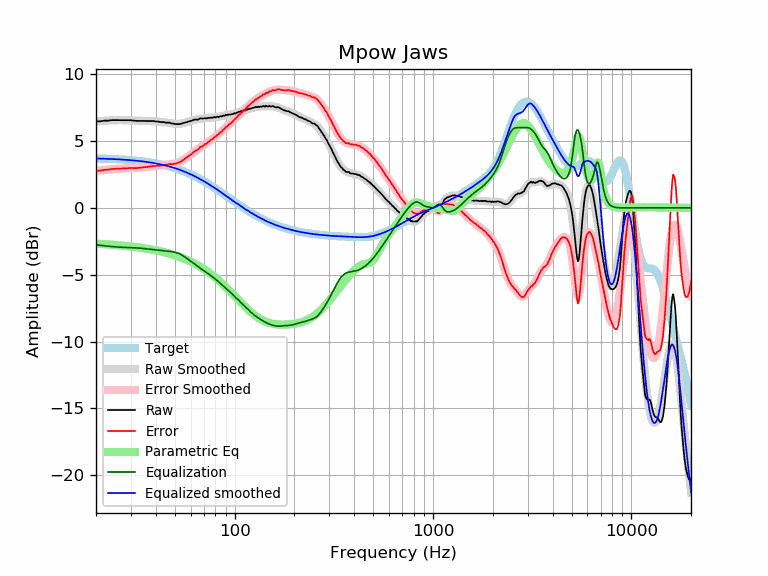 Mpow Jaws
10
5
0
−5
−10
−15
−20
Amplitude (dBr)
Target
Raw Smoothed
Error Smoothed
Raw
Error
Parametric Eq
Equalization
Equalized smoothed
100
1000
10000
Frequency (Hz)